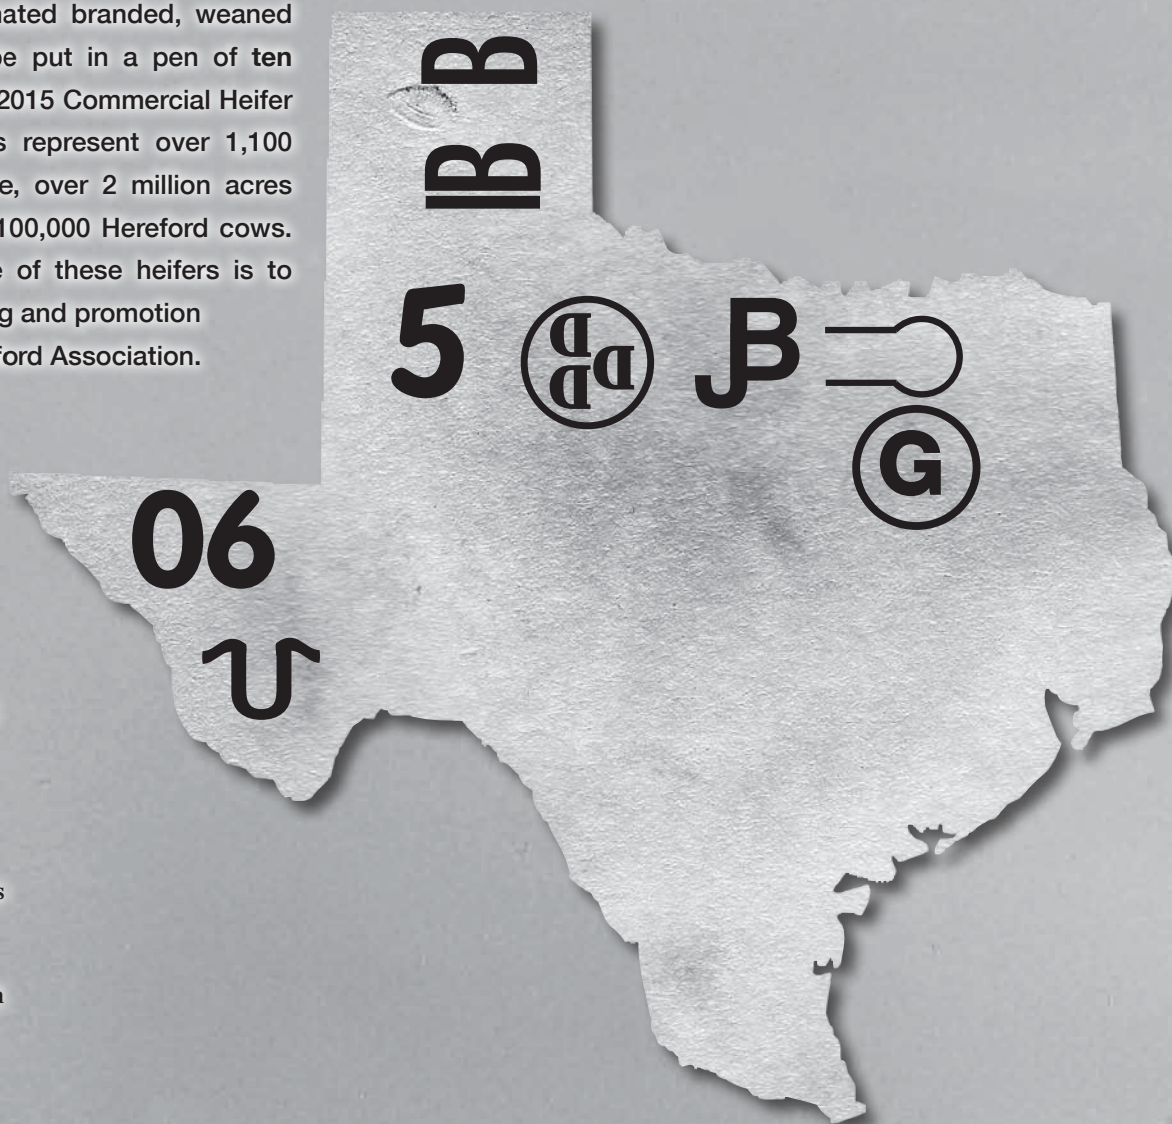 nated branded, weaned
be put in a pen of ten
2015 Commercial Heifer
s represent over 1,100
e, over 2 million acres
100,000 Hereford cows.
e of these heifers is to
g and promotion
ford Association.
B
B
5
JB
G
06
U
s